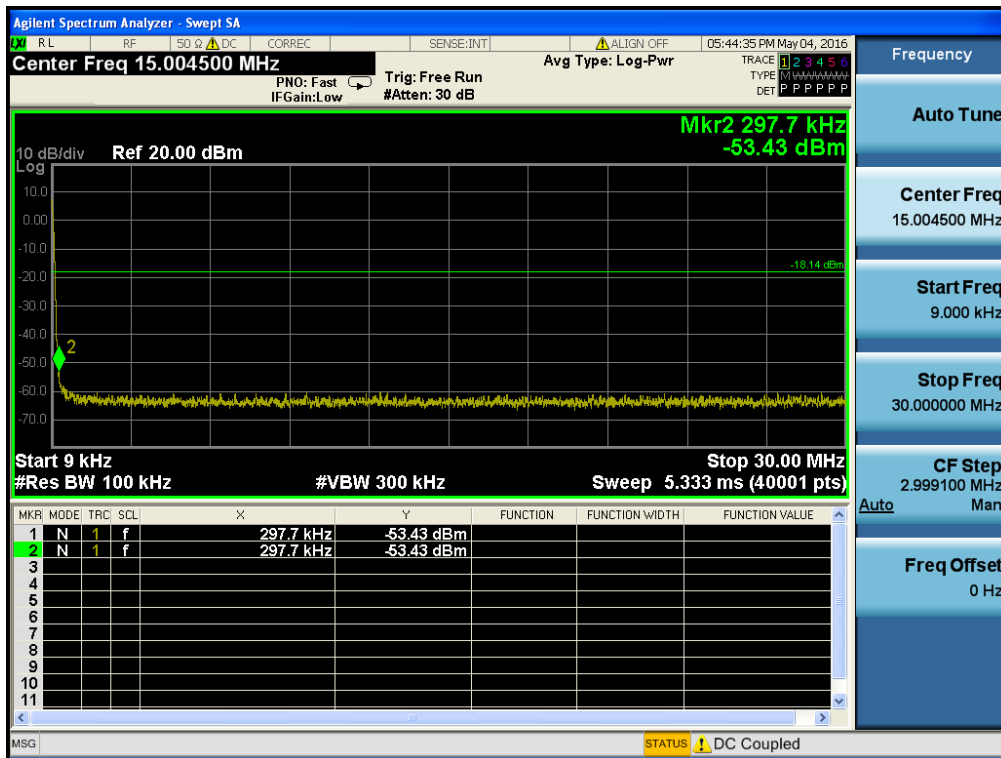 Agilent Spectrum Analyzer - Swept SA
LXI RL RF 50 Ω DC CORREC SENSE:INT ALIGN OFF 05:44:35 PM May 04, 2016
Center Freq 15.004500 MHz
PNO: Fast
IFGain:Low
Trig: Free Run
#Atten: 30 dB
Avg Type: Log-Pwr
TRACE 1 2 3 4 5 6
TYPE M WWWWW
DET P P P P P P
Mkr2 297.7 kHz
-53.43 dBm
10 dB/div Ref 20.00 dBm
Log
10.0
0.00
-10.0
-18.14 dBm
-20.0
-30.0
-40.0
2
-50.0
-60.0
-70.0
Start 9 kHz Stop 30.00 MHz
#Res BW 100 kHz #VBW 300 kHz Sweep 5.333 ms (40001 pts)
MKR MODE TRC SCL X Y FUNCTION FUNCTION WIDTH FUNCTION VALUE
1 N 1 f 297.7 kHz -53.43 dBm
2 N 1 f 297.7 kHz -53.43 dBm
3
4
5
6
7
8
9
10
11
MSG STATUS DC Coupled
Frequency
Auto Tune
Center Freq
15.004500 MHz
Start Freq
9.000 kHz
Stop Freq
30.000000 MHz
CF Step
2.999100 MHz
Auto Man
Freq Offset
0 Hz